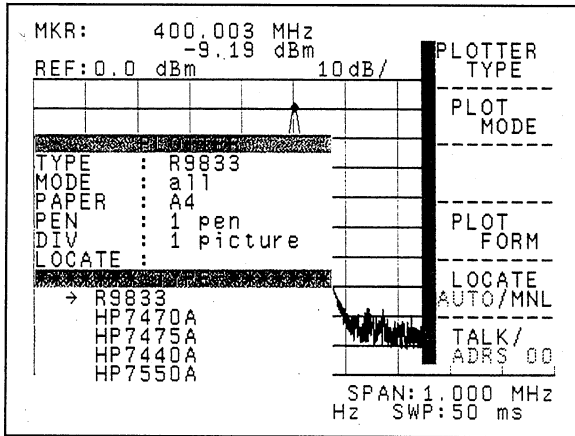 MKR: 400.003 MHz
-9.19 dBm
REF:0.0 dBm 10dB/
PLOTTER
TYPE : R9833
MODE : all
PAPER : A4
PEN : 1 pen
DIV : 1 picture
LOCATE :
TYPE
→ R9833
HP7470A
HP7475A
HP7440A
HP7550A
PLOTTER
TYPE
PLOT
MODE
PLOT
FORM
LOCATE
AUTO/MNL
TALK/
ADRS 00
SPAN:1.000 MHz
Hz SWP:50 ms